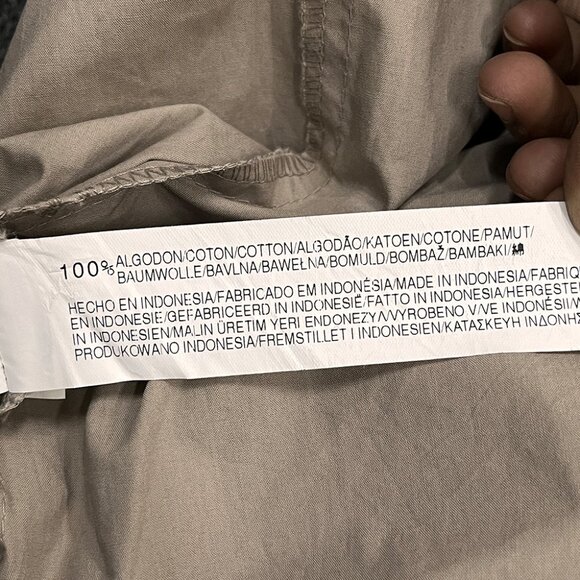 100% ALGODON/COTON/COTTON/ALGODÃO/KATOEN/COTONE/PAMUT/
BAUMWOLLE/BAVLNA/BAWEŁNA/BOMULD/BOMBAŽ/BAMBAKI/
HECHO EN INDONESIA/FABRICADO EM INDONÉSIA/MADE IN INDONESIA/FABRIQ
EN INDONESIE/GEFABRICEERD IN INDONESIË/FATTO IN INDONESIA/HERGESTE
IN INDONESIEN/MALIN ÜRETIM YERI ENDONEZYA/VYROBENO V/VE INDONÉSI
PRODUKOWANO INDONESIA/FREMSTILLET I INDONESIEN/ΚΑΤΑΣΚΕΥΗ ΙΝΔΟΝΗΣ